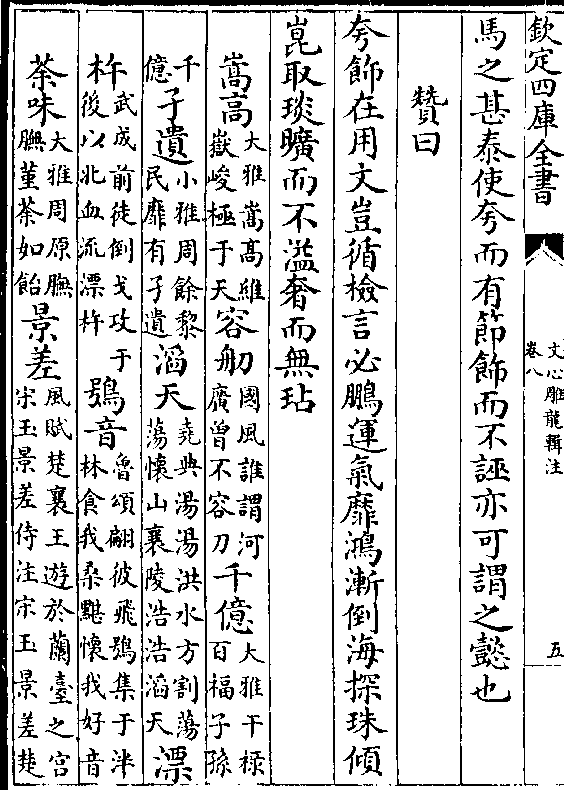 欽定四庫全書
文心雕龍輯注
卷八
五
馬之甚泰使夸而有節飾而不誣亦可謂之懿也
贊曰
夸飾在用文豈循檢言必鵬運氣靡鴻漸倒海探珠傾
崑取琰曠而不溢奢而無玷
嵩高大雅嵩高維嶽峻極于天容舠國風誰謂河廣曾不容刀千億大雅干祿百福子孫
千億孑遺小雅周餘黎民靡有孑遺滔天堯典湯湯洪水方割蕩蕩懷山襄陵浩浩滔天漂
杵武成前徒倒戈攻于後以北血流漂杵鴞音魯頌翩彼飛鴞集于泮林食我桑黮懷我好音
荼味大雅周原膴膴菫荼如飴景差風賦楚襄王遊於蘭臺之宫宋玉景差侍注宋玉景差楚